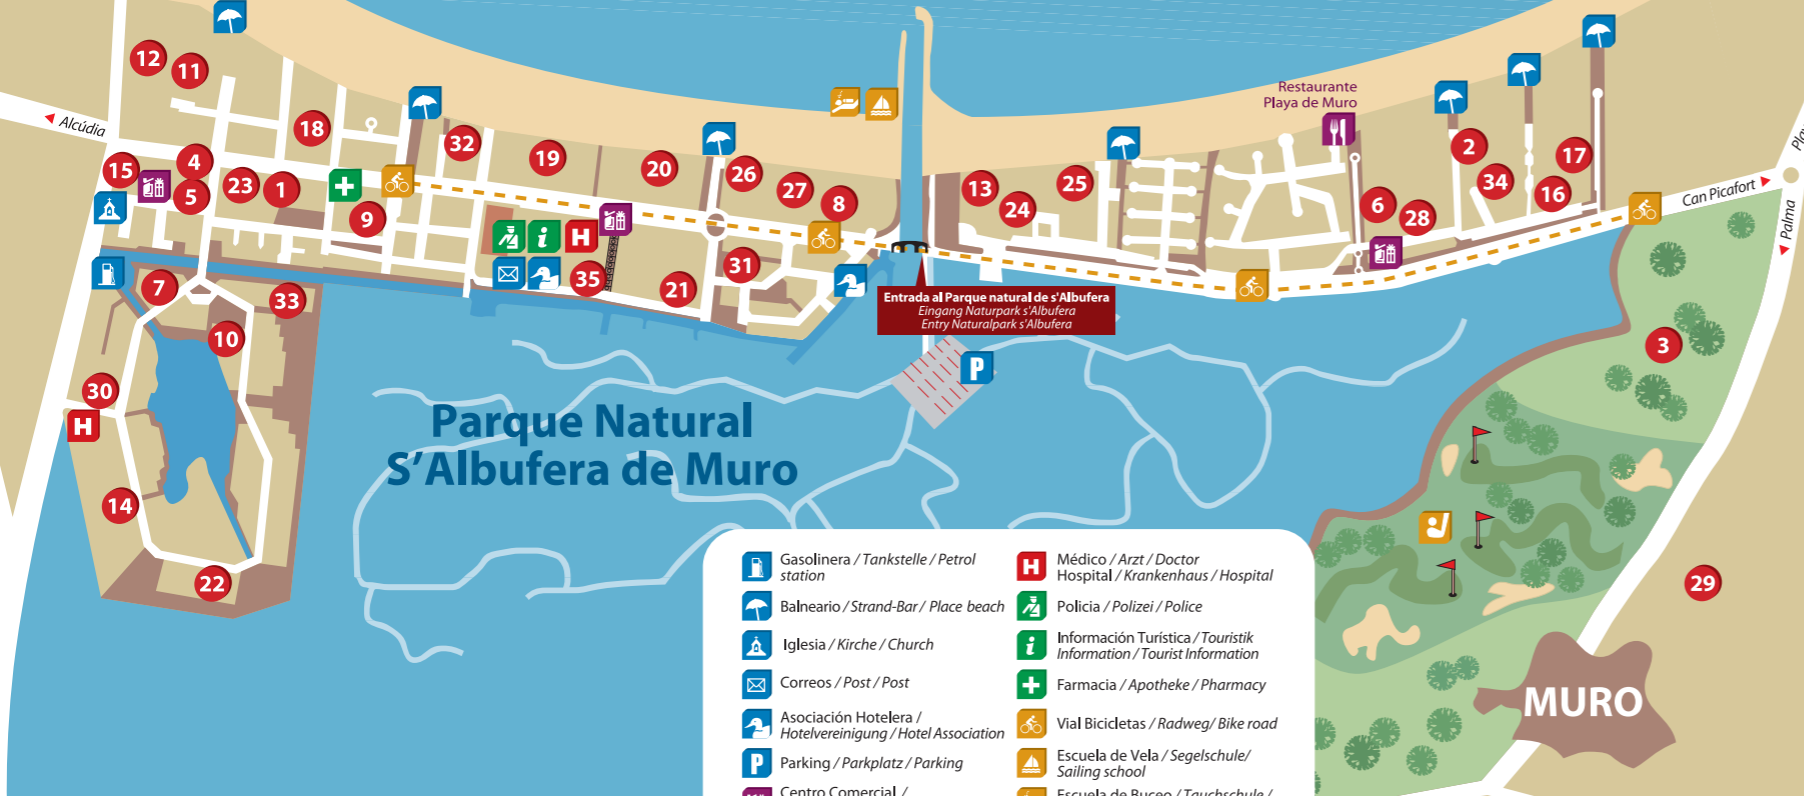 12
11
18
Alcúdia
32
19
20
26
27
8
15
4
5
23
1
9
13
24
25
Restaurante
Playa de Muro
2
34
17
16
6
28
Can Picafort
Palma
i
H
35
21
31
7
33
10
30
H
14
22
Entrada al Parque natural de s'Albufera
Eingang Naturpark s'Albufera
Entry Naturalpark s'Albufera
P
3
29
Parque Natural
S'Albufera de Muro
MURO
Gasolinera / Tankstelle / Petrol
station
Balneario / Strand-Bar / Place beach
Iglesia / Kirche / Church
Correos / Post / Post
Asociación Hotelera /
Hotelvereinigung / Hotel Association
P
Parking / Parkplatz / Parking
Centro Comercial /
H
Médico / Arzt / Doctor
Hospital / Krankenhaus / Hospital
Policia / Polizei / Police
i
Información Turística / Touristik
Information / Tourist Information
Farmacia / Apotheke / Pharmacy
Vial Bicicletas / Radweg/ Bike road
Escuela de Vela / Segelschule/
Sailing school
Escuela de Buceo / Tauchschule /